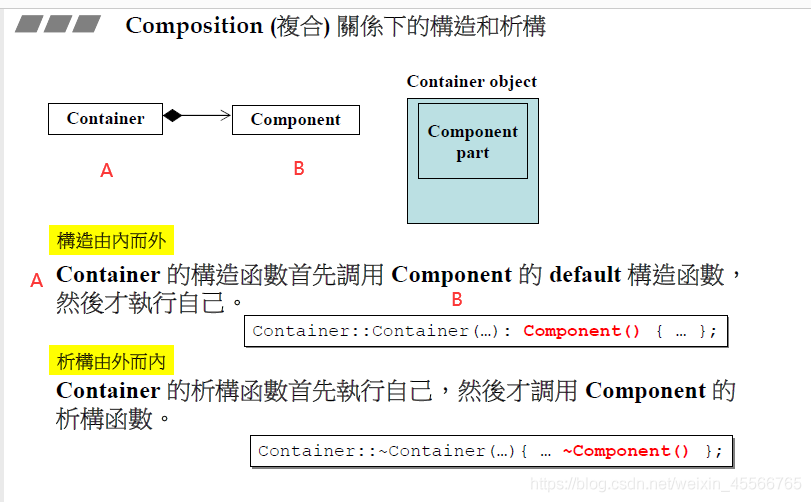 Composition (複合) 關係下的構造和析構
Container object
Container
Component
Component
part
A
B
構造由內而外
A
Container 的構造函數首先調用 Component 的 default 構造函數，
然後才執行自己。
B
Container::Container(…): Component() { … };
析構由外而內
Container 的析構函數首先執行自己，然後才調用 Component 的
析構函數。
Container::~Container(…){ … ~Component() };
https://blog.csdn.net/weixin_45566765